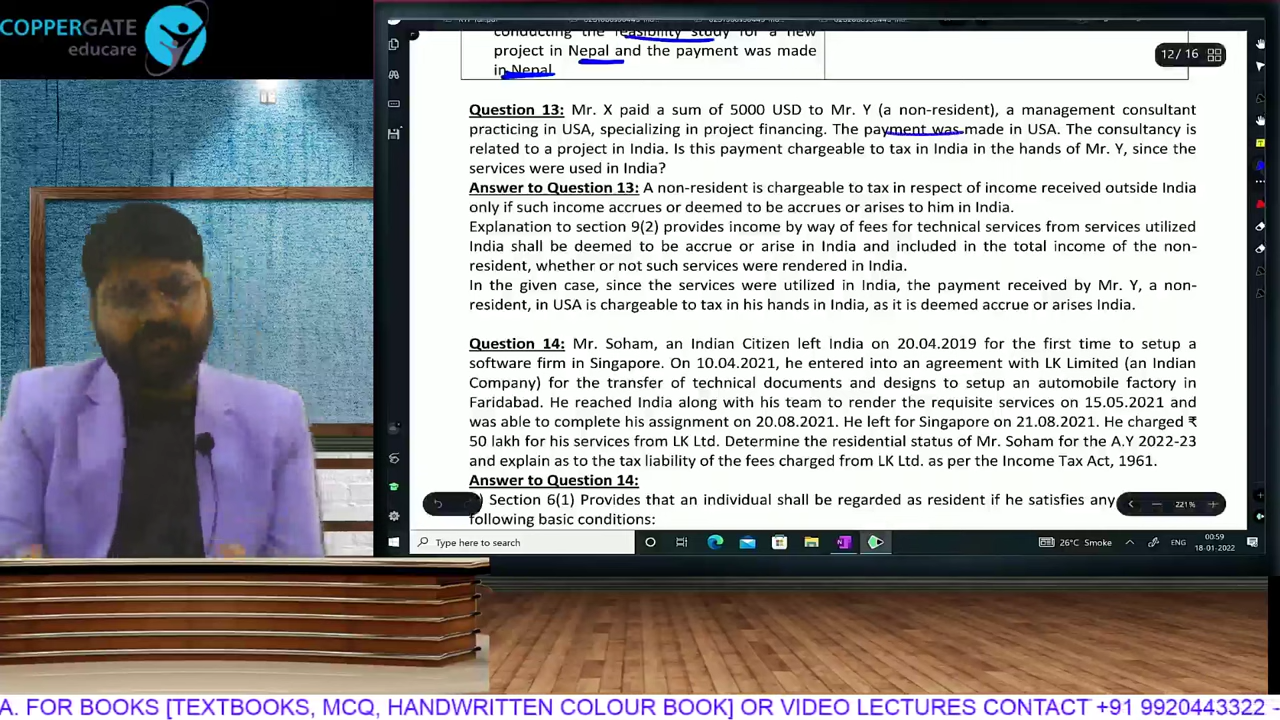 COPPERGATE
educare
conducting the feasibility study for a new
project in Nepal and the payment was made
in Nepal
12/16
Question 13: Mr. X paid a sum of 5000 USD to Mr. Y (a non-resident), a management consultant
practicing in USA, specializing in project financing. The payment was made in USA. The consultancy is
related to a project in India. Is this payment chargeable to tax in India in the hands of Mr. Y, since the
services were used in India?
Answer to Question 13: A non-resident is chargeable to tax in respect of income received outside India
only if such income accrues or deemed to be accrues or arises to him in India.
Explanation to section 9(2) provides income by way of fees for technical services from services utilized
India shall be deemed to be accrue or arise in India and included in the total income of the non-
resident, whether or not such services were rendered in India.
In the given case, since the services were utilized in India, the payment received by Mr. Y, a non-
resident, in USA is chargeable to tax in his hands in India, as it is deemed accrue or arises India.
Question 14: Mr. Soham, an Indian Citizen left India on 20.04.2019 for the first time to setup a
software firm in Singapore. On 10.04.2021, he entered into an agreement with LK Limited (an Indian
Company) for the transfer of technical documents and designs to setup an automobile factory in
Faridabad. He reached India along with his team to render the requisite services on 15.05.2021 and
was able to complete his assignment on 20.08.2021. He left for Singapore on 21.08.2021. He charged ₹
50 lakh for his services from LK Ltd. Determine the residential status of Mr. Soham for the A.Y 2022-23
and explain as to the tax liability of the fees charged from LK Ltd. as per the Income Tax Act, 1961.
Answer to Question 14:
) Section 6(1) Provides that an individual shall be regarded as resident if he satisfies any
following basic conditions:
221%
Type here to search
26°C Smoke
ENG
00:59
18-01-2022
A. FOR BOOKS [TEXTBOOKS, MCQ, HANDWRITTEN COLOUR BOOK] OR VIDEO LECTURES CONTACT +91 9920443322 -